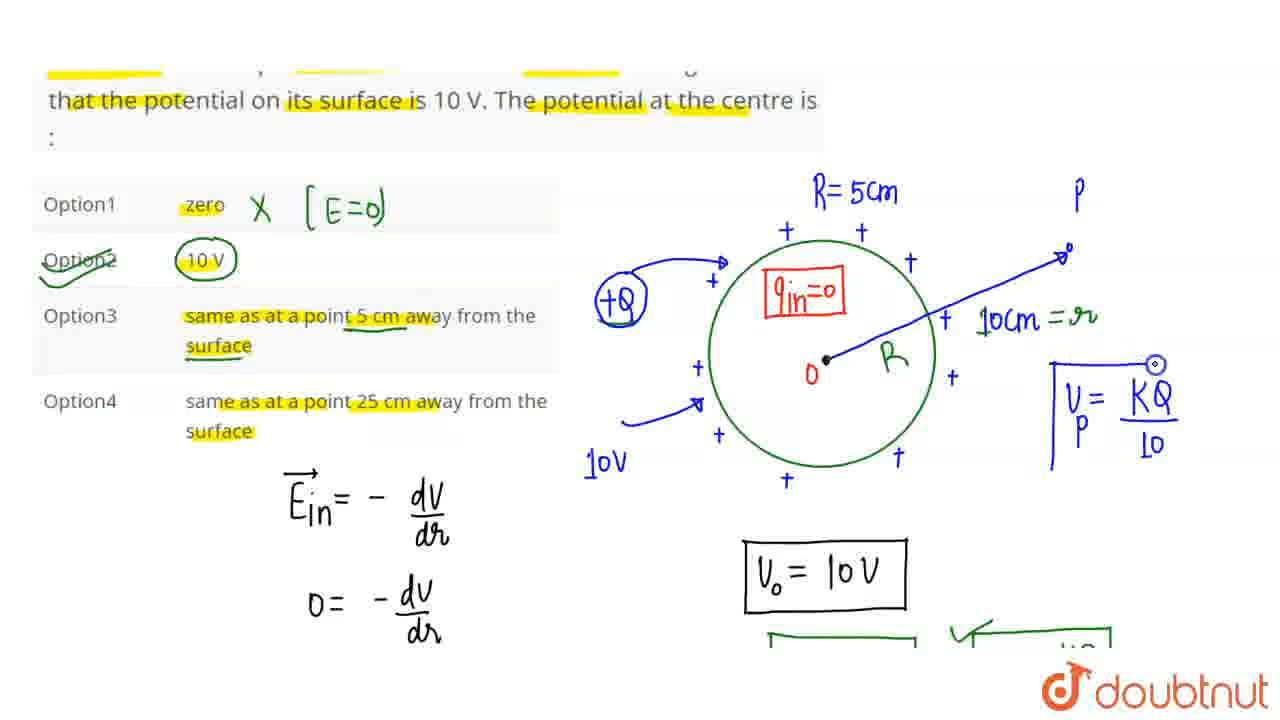 that the potential on its surface is 10 V. The potential at the centre is
:
Option1 zero X [E=0]
Option2 10 V
Option3 same as at a point 5 cm away from the
surface
Option4 same as at a point 25 cm away from the
surface
R= 5cm
P
+Q
qin=0
10cm =r
R
O
10V
Vp= KQ/10
Ein= - dV/dr
0= - dV/dr
V0= 10V
doubtnut